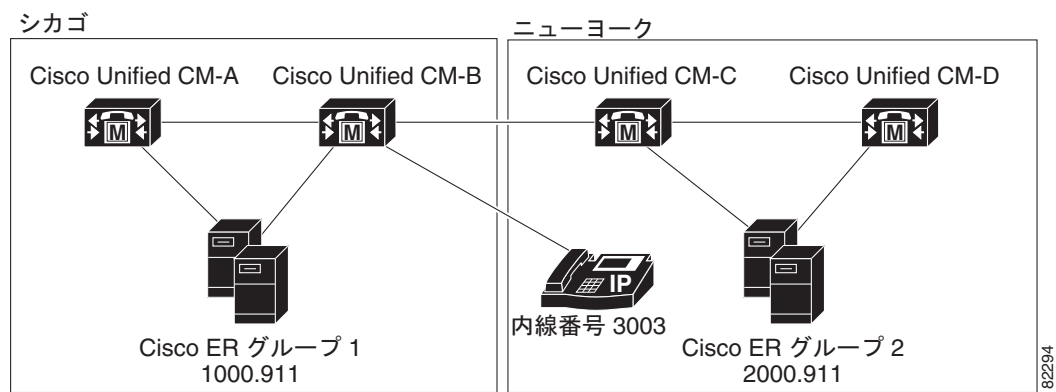 シカゴ
ニューヨーク
Cisco Unified CM-A
Cisco Unified CM-B
Cisco Unified CM-C
Cisco Unified CM-D
M
M
M
M
IP
内線番号 3003
Cisco ER グループ 1
1000.911
Cisco ER グループ 2
2000.911
82294